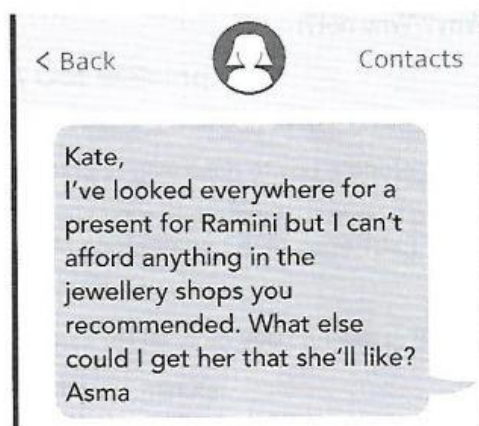 < Back
Contacts
Kate,
I've looked everywhere for a
present for Ramini but I can't
afford anything in the
jewellery shops you
recommended. What else
could I get her that she'll like?
Asma